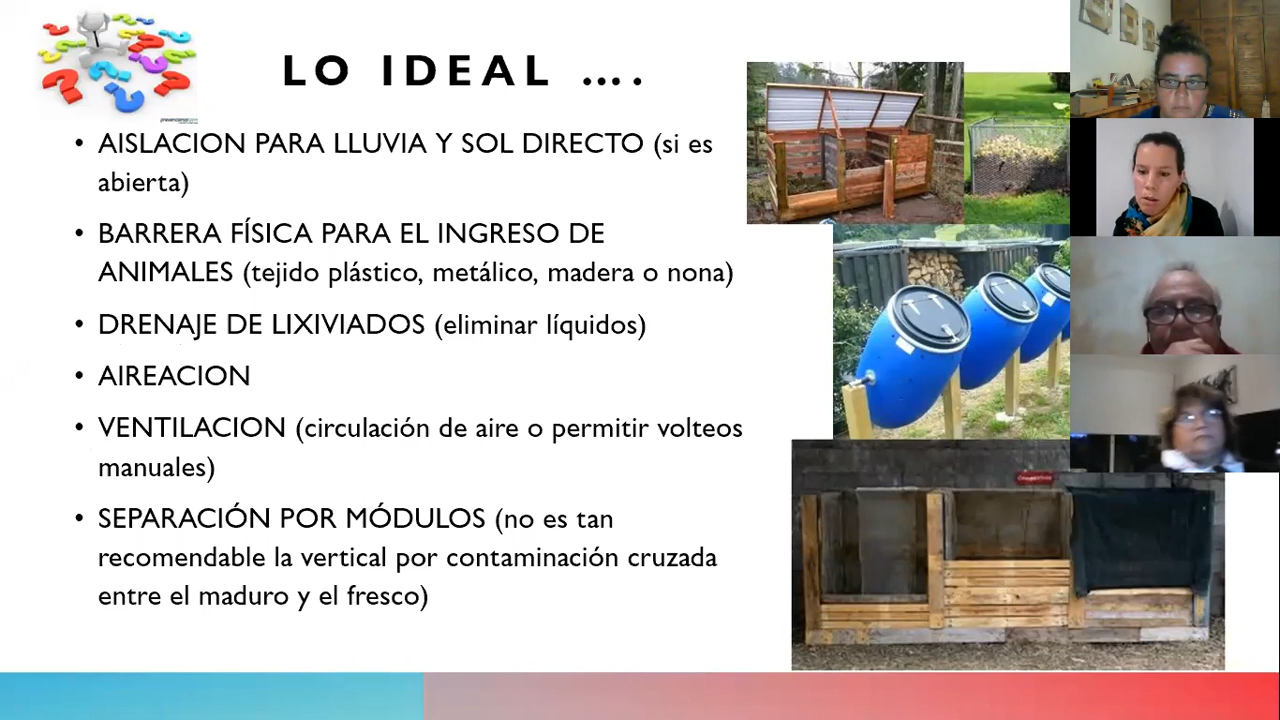 LO IDEAL ....
• AISLACION PARA LLUVIA Y SOL DIRECTO (si es
abierta)
• BARRERA FÍSICA PARA EL INGRESO DE
ANIMALES (tejido plástico, metálico, madera o nona)
• DRENAJE DE LIXIVIADOS (eliminar líquidos)
• AIREACION
• VENTILACION (circulación de aire o permitir volteos
manuales)
• SEPARACIÓN POR MÓDULOS (no es tan
recomendable la vertical por contaminación cruzada
entre el maduro y el fresco)